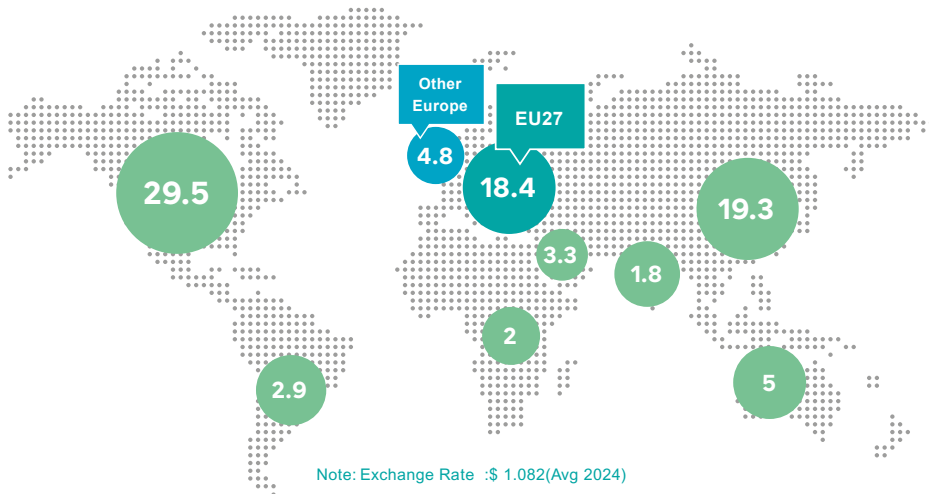 Other
Europe
EU27
4.8
29.5
18.4
19.3
3.3
1.8
2
2.9
5
Note: Exchange Rate :$ 1.082(Avg 2024)